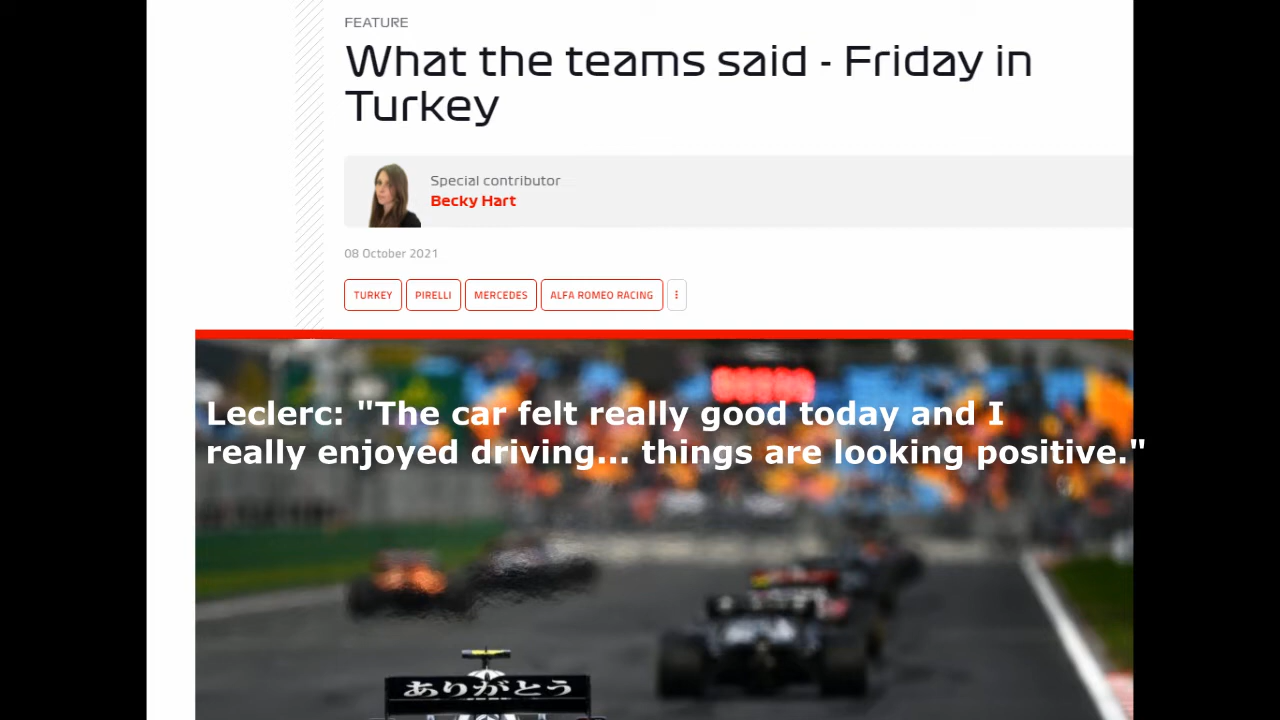 FEATURE
What the teams said - Friday in
Turkey
Special contributor
Becky Hart
08 October 2021
TURKEY PIRELLI MERCEDES ALFA ROMEO RACING
Leclerc: "The car felt really good today and I
really enjoyed driving... things are looking positive."
ありがとう